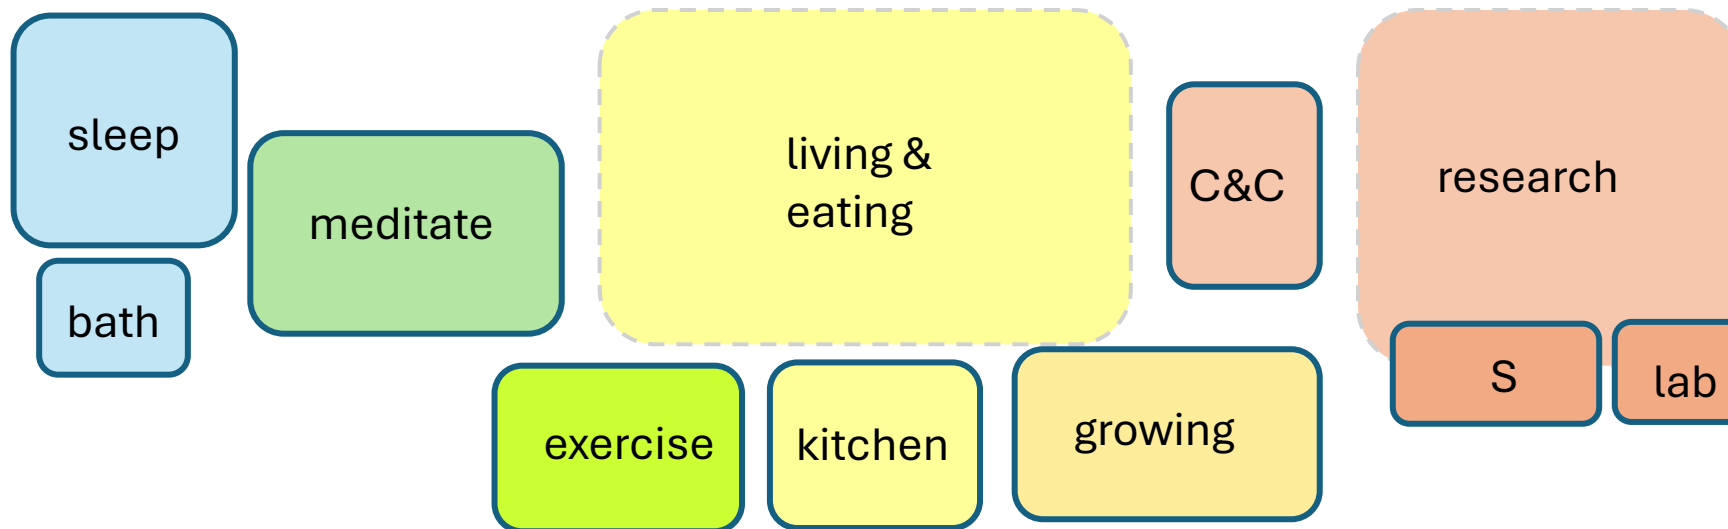 sleep
meditate
living &
eating
C&C
research
bath
exercise
kitchen
growing
S
lab